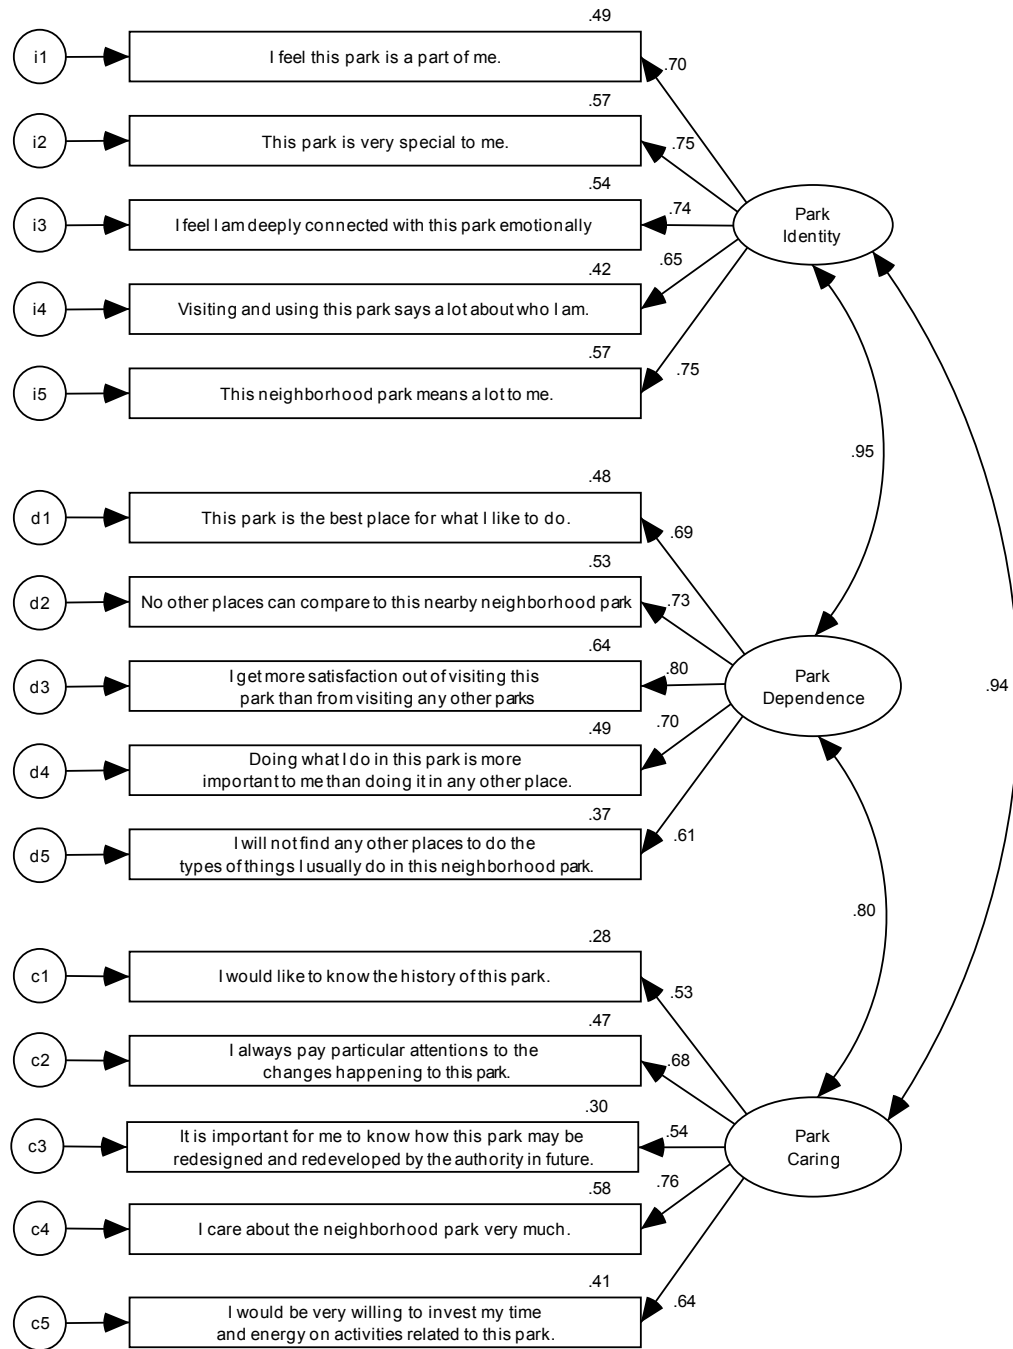 .49
i1
I feel this park is a part of me.
.70
.57
i2
This park is very special to me.
.75
.54
i3
I feel I am deeply connected with this park emotionally
.74
Park
Identity
.42
i4
Visiting and using this park says a lot about who I am.
.65
.57
i5
This neighborhood park means a lot to me.
.75
.95
.48
d1
This park is the best place for what I like to do.
.69
.53
d2
No other places can compare to this nearby neighborhood park
.73
.64
d3
I get more satisfaction out of visiting this
park than from visiting any other parks
.80
Park
Dependence
.94
.49
d4
Doing what I do in this park is more
important to me than doing it in any other place.
.70
.37
d5
I will not find any other places to do the
types of things I usually do in this neighborhood park.
.61
.80
.28
c1
I would like to know the history of this park.
.53
.47
c2
I always pay particular attentions to the
changes happening to this park.
.68
.30
c3
It is important for me to know how this park may be
redesigned and redeveloped by the authority in future.
.54
Park
Caring
.58
c4
I care about the neighborhood park very much.
.76
.41
c5
I would be very willing to invest my time
and energy on activities related to this park.
.64